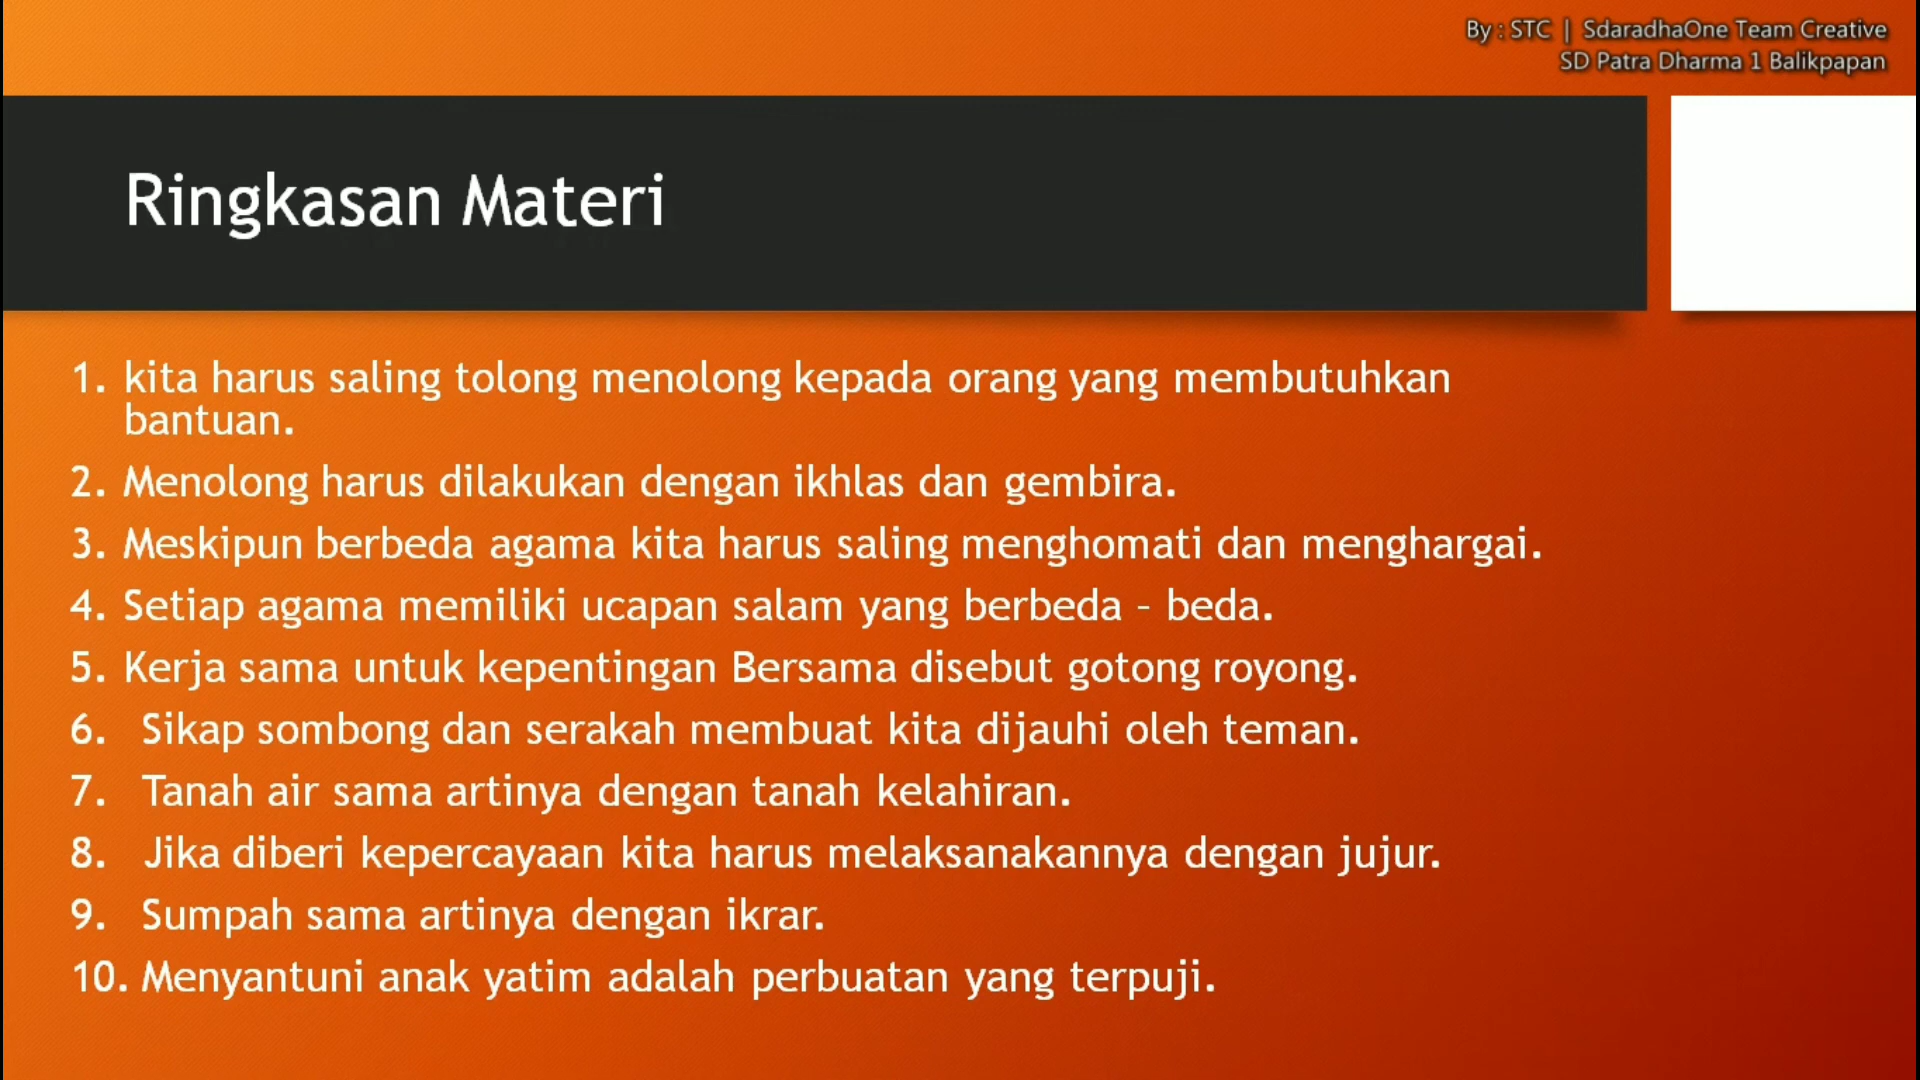 By : STC | SdaradhaOne Team Creative
SD Patra Dharma 1 Balikpapan
Ringkasan Materi
1. kita harus saling tolong menolong kepada orang yang membutuhkan
bantuan.
2. Menolong harus dilakukan dengan ikhlas dan gembira.
3. Meskipun berbeda agama kita harus saling menghomati dan menghargai.
4. Setiap agama memiliki ucapan salam yang berbeda – beda.
5. Kerja sama untuk kepentingan Bersama disebut gotong royong.
6. Sikap sombong dan serakah membuat kita dijauhi oleh teman.
7. Tanah air sama artinya dengan tanah kelahiran.
8. Jika diberi kepercayaan kita harus melaksanakannya dengan jujur.
9. Sumpah sama artinya dengan ikrar.
10. Menyantuni anak yatim adalah perbuatan yang terpuji.